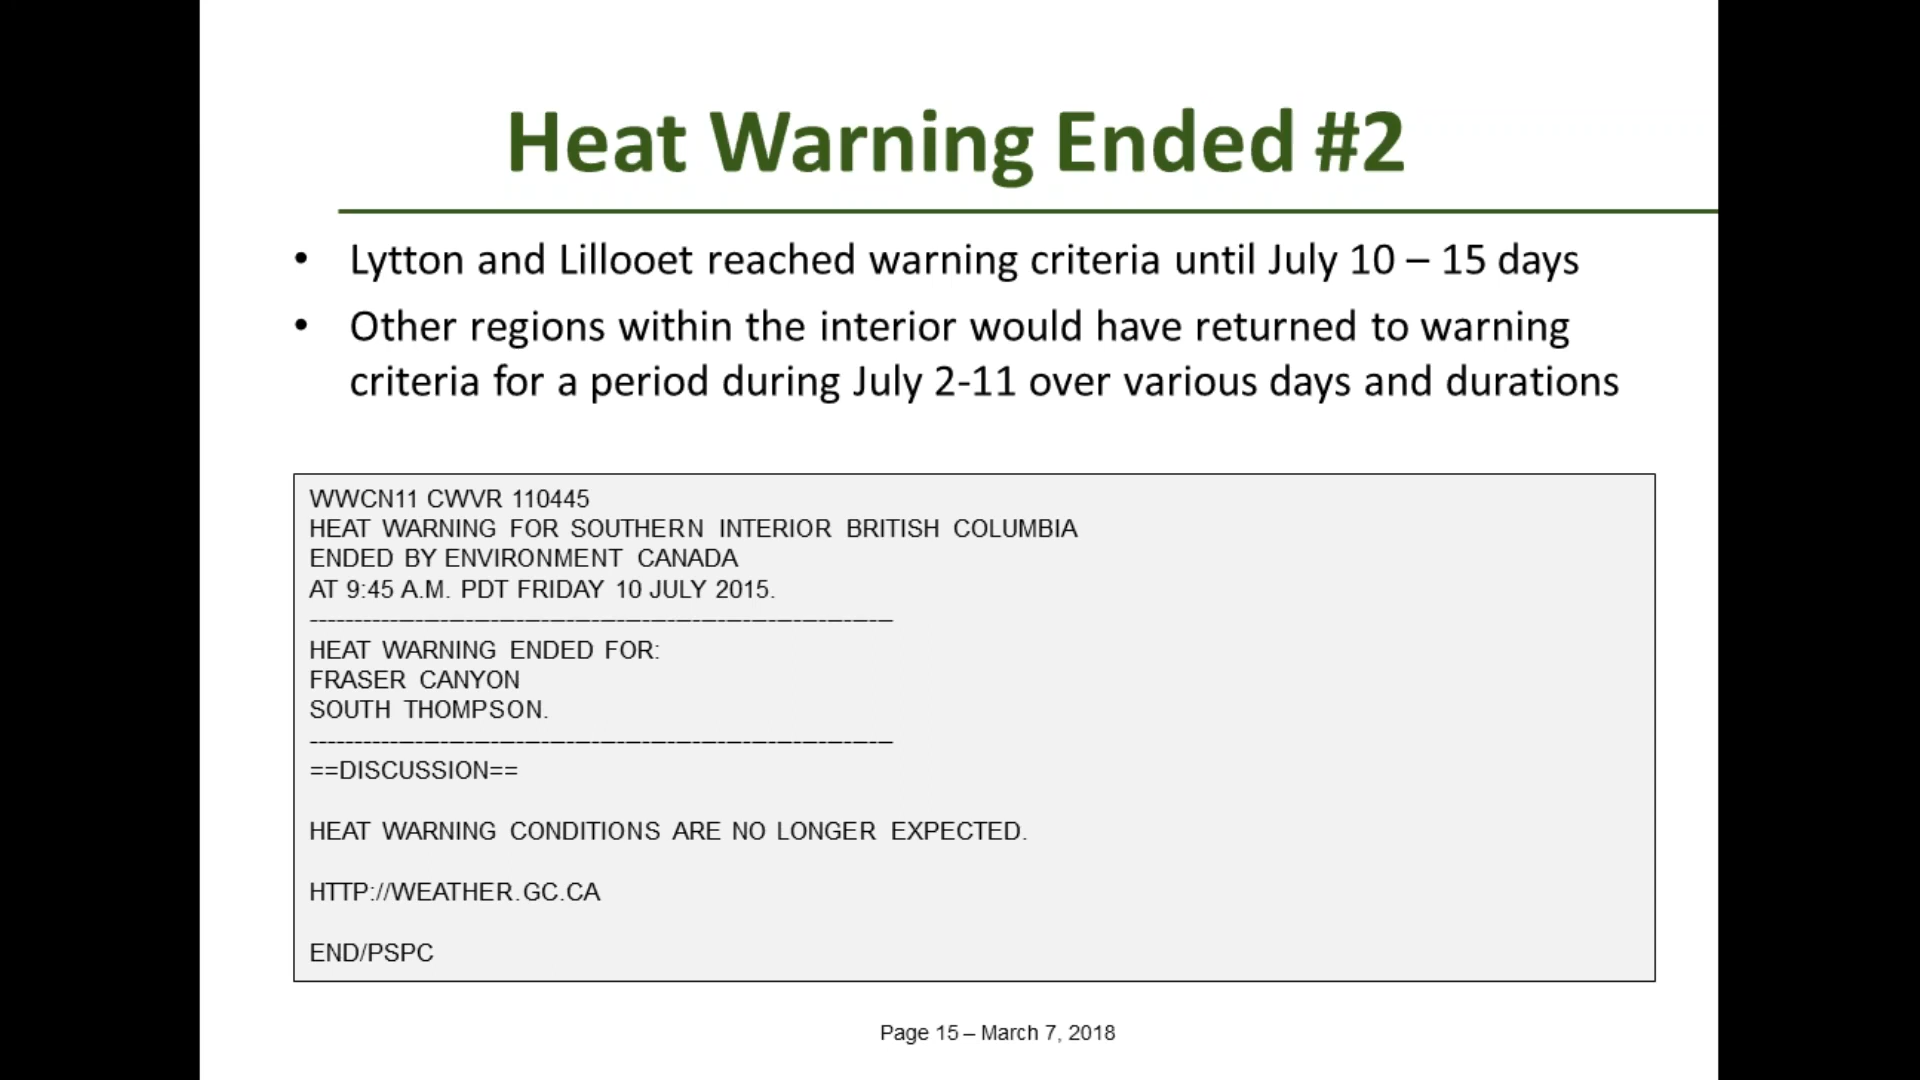 Heat Warning Ended #2
• Lytton and Lillooet reached warning criteria until July 10 – 15 days
• Other regions within the interior would have returned to warning
criteria for a period during July 2-11 over various days and durations
WWCN11 CWVR 110445
HEAT WARNING FOR SOUTHERN INTERIOR BRITISH COLUMBIA
ENDED BY ENVIRONMENT CANADA
AT 9:45 A.M. PDT FRIDAY 10 JULY 2015.
---------------------------------------------------------------------
HEAT WARNING ENDED FOR:
FRASER CANYON
SOUTH THOMPSON.
---------------------------------------------------------------------
==DISCUSSION==
HEAT WARNING CONDITIONS ARE NO LONGER EXPECTED.
HTTP://WEATHER.GC.CA
END/PSPC
Page 15 – March 7, 2018